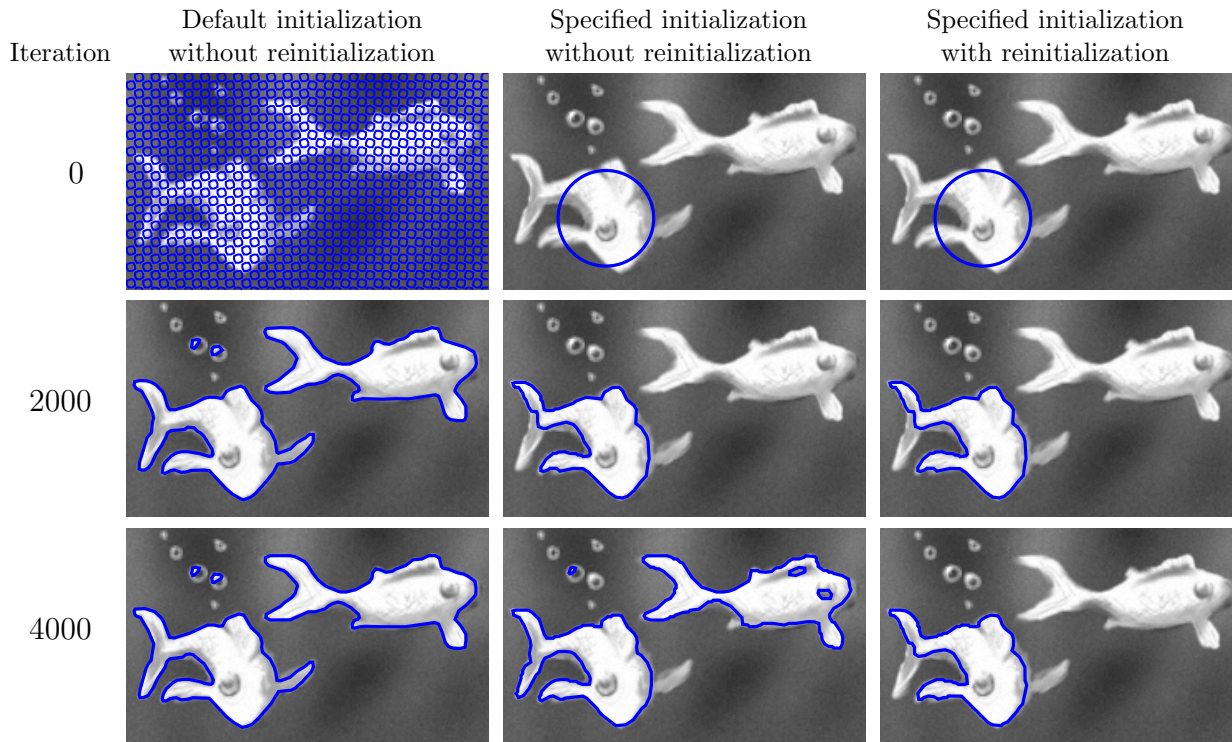 Default initialization
without reinitialization
Specified initialization
without reinitialization
Specified initialization
with reinitialization
Iteration
0
2000
4000